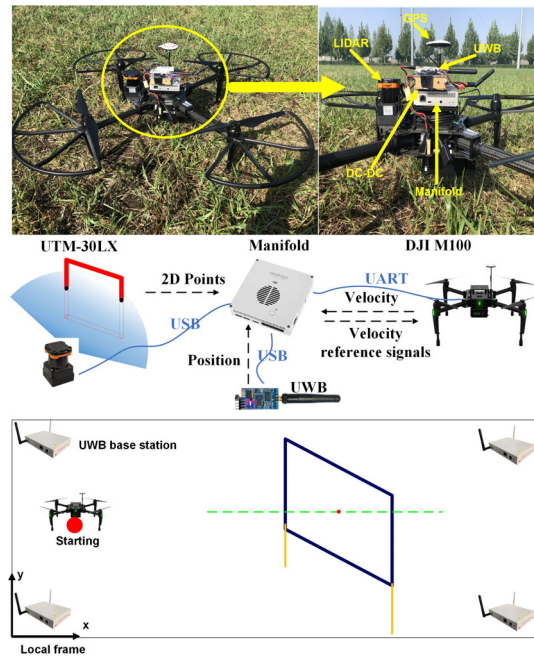 GPS
LIDAR
UWB
DC-DC
Manifold
UTM-30LX
Manifold
DJI M100
2D Points
UART
Velocity
USB
Velocity
reference signals
Position
USB
UWB
UWB base station
Starting
y
x
Local frame